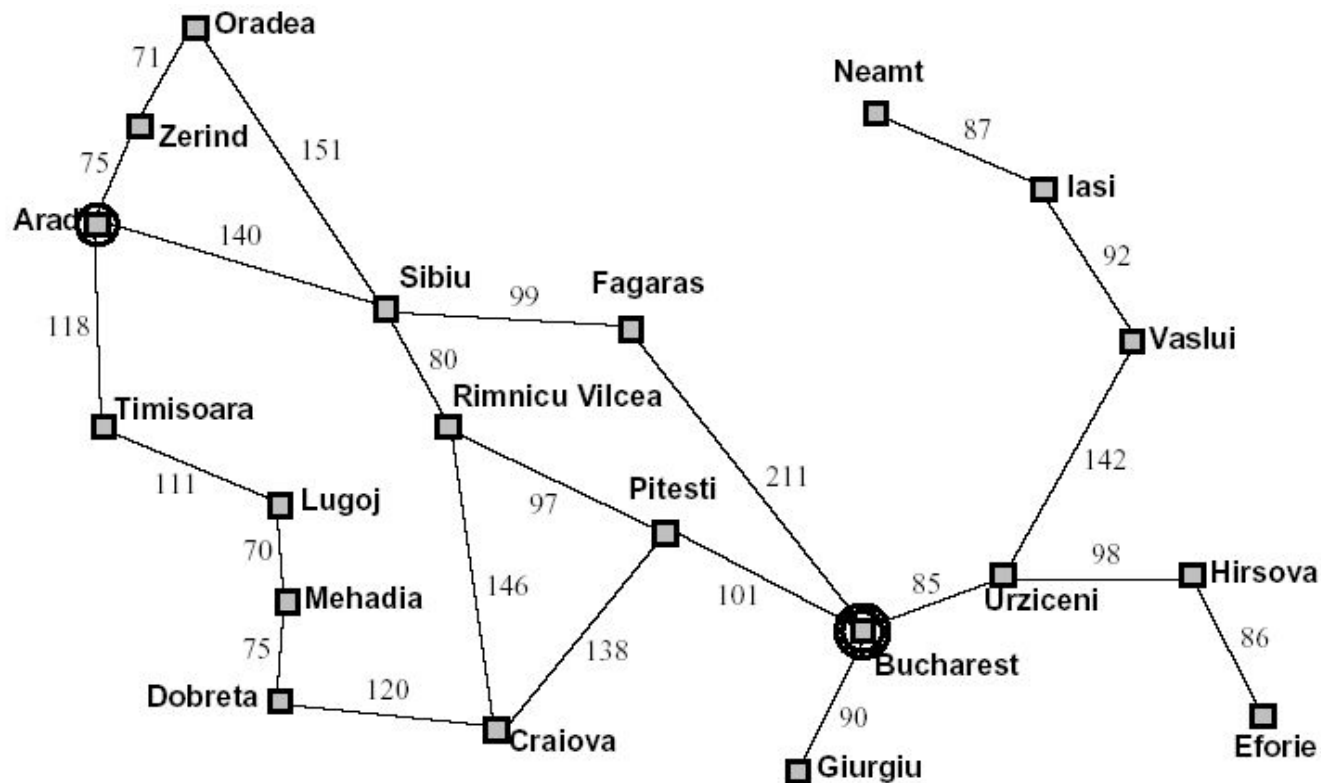 Oradea
71
Neamt
87
Zerind
151
75
Iasi
Arad
140
92
Sibiu
Fagaras
99
118
80
Vaslui
Rimnicu Vilcea
Timisoara
142
211
111
Pitesti
Lugoj
97
70
98
Hirsova
146
101
85
Mehadia
Urziceni
75
138
86
Bucharest
Dobreta
120
90
Craiova
Eforie
Giurgiu